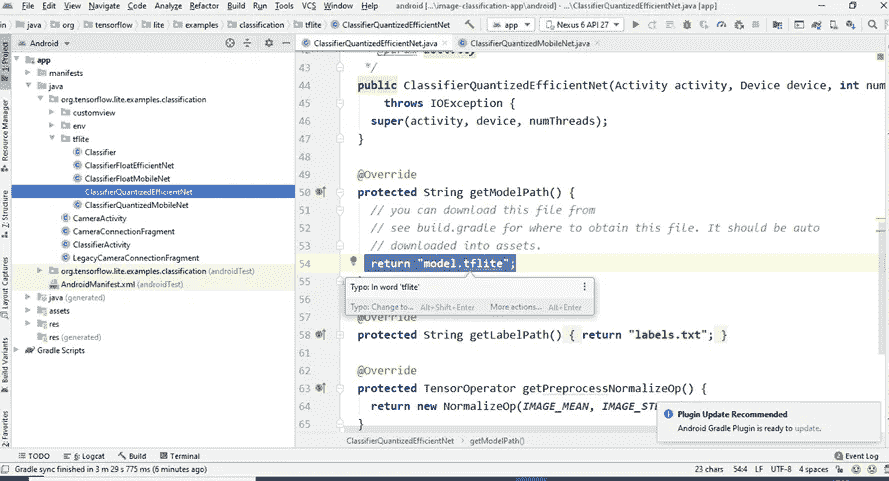 File Edit View Navigate Code Analyze Refactor Build Run Tools VCS Window Help
android [...\image-classification-app\android] - ...\ClassifierQuantizedEfficientNet.java [app]
java org tensorflow lite examples classification tflite ClassifierQuantizedEfficientNet
app
Nexus 6 API 27
Android
ClassifierQuantizedEfficientNet.java
ClassifierQuantizedMobileNet.java
1: Project
Resource Manager
7: Structure
Layout Captures
Build Variants
2: Favorites
app
manifests
java
org.tensorflow.lite.examples.classification
customview
env
tflite
Classifier
ClassifierFloatEfficientNet
ClassifierFloatMobileNet
ClassifierQuantizedEfficientNet
ClassifierQuantizedMobileNet
CameraActivity
CameraConnectionFragment
ClassifierActivity
LegacyCameraConnectionFragment
org.tensorflow.lite.examples.classification (androidTest)
AndroidManifest.xml (androidTest)
java (generated)
assets
res
res (generated)
Gradle Scripts
43 */
44 public ClassifierQuantizedEfficientNet(Activity activity, Device device, int num
45 throws IOException {
46 super(activity, device, numThreads);
47 }
48
49 @Override
50 protected String getModelPath() {
51 // you can download this file from
52 // see build.gradle for where to obtain this file. It should be auto
53 // downloaded into assets.
54 return "model.tflite";
55
Typo: In word 'tflite'
Typo: Change to... Alt+Shift+Enter More actions... Alt+Enter
@Override
58 protected String getLabelPath() { return "labels.txt"; }
61
62 @Override
63 protected TensorOperator getPreprocessNormalizeOp() {
64 return new NormalizeOp(IMAGE_MEAN, IMAGE_ST
65 }
Plugin Update Recommended
Android Gradle Plugin is ready to update.
ClassifierQuantizedEfficientNet getModelPath()
TODO 6: Logcat Build Terminal
Event Log
Gradle sync finished in 3 m 29 s 775 ms (6 minutes ago)
23 chars 54:4 LF UTF-8 4 spaces